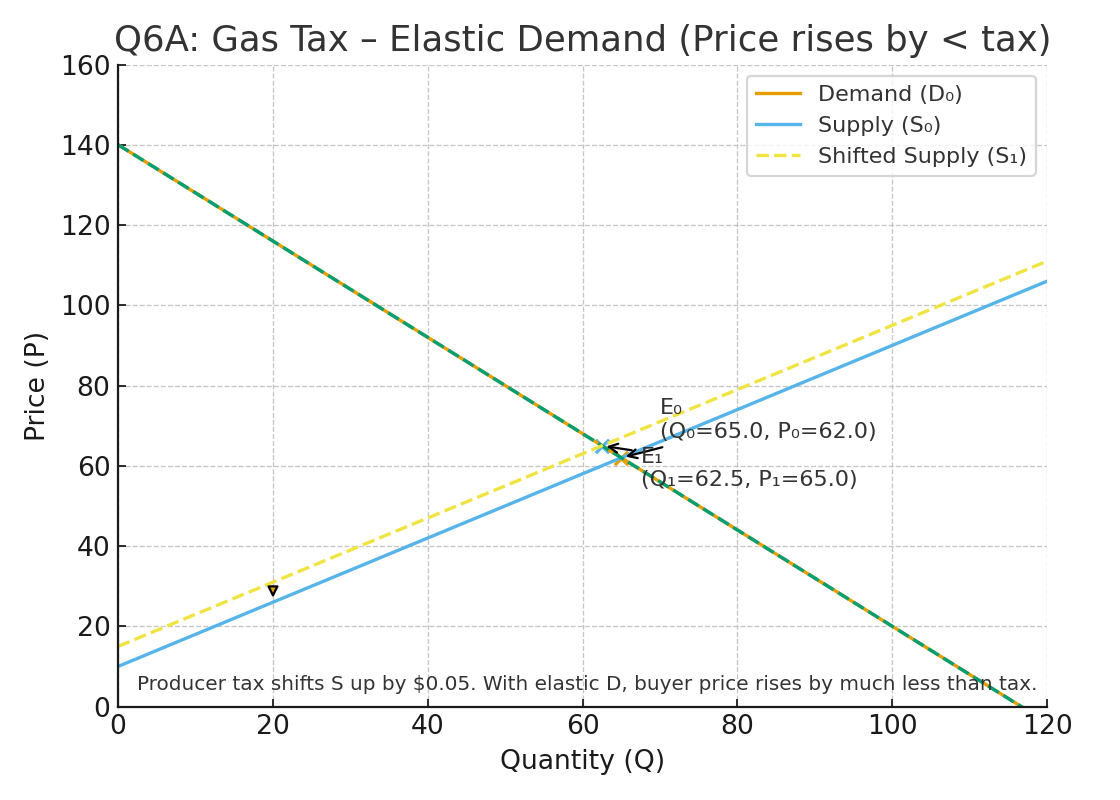 Q6A: Gas Tax – Elastic Demand (Price rises by < tax)
Demand (D₀)
Supply (S₀)
Shifted Supply (S₁)
Price (P)
160
140
120
100
80
60
40
20
0
E₀
(Q₀=65.0, P₀=62.0)
E₁
(Q₁=62.5, P₁=65.0)
Producer tax shifts S up by $0.05. With elastic D, buyer price rises by much less than tax.
0 20 40 60 80 100 120
Quantity (Q)